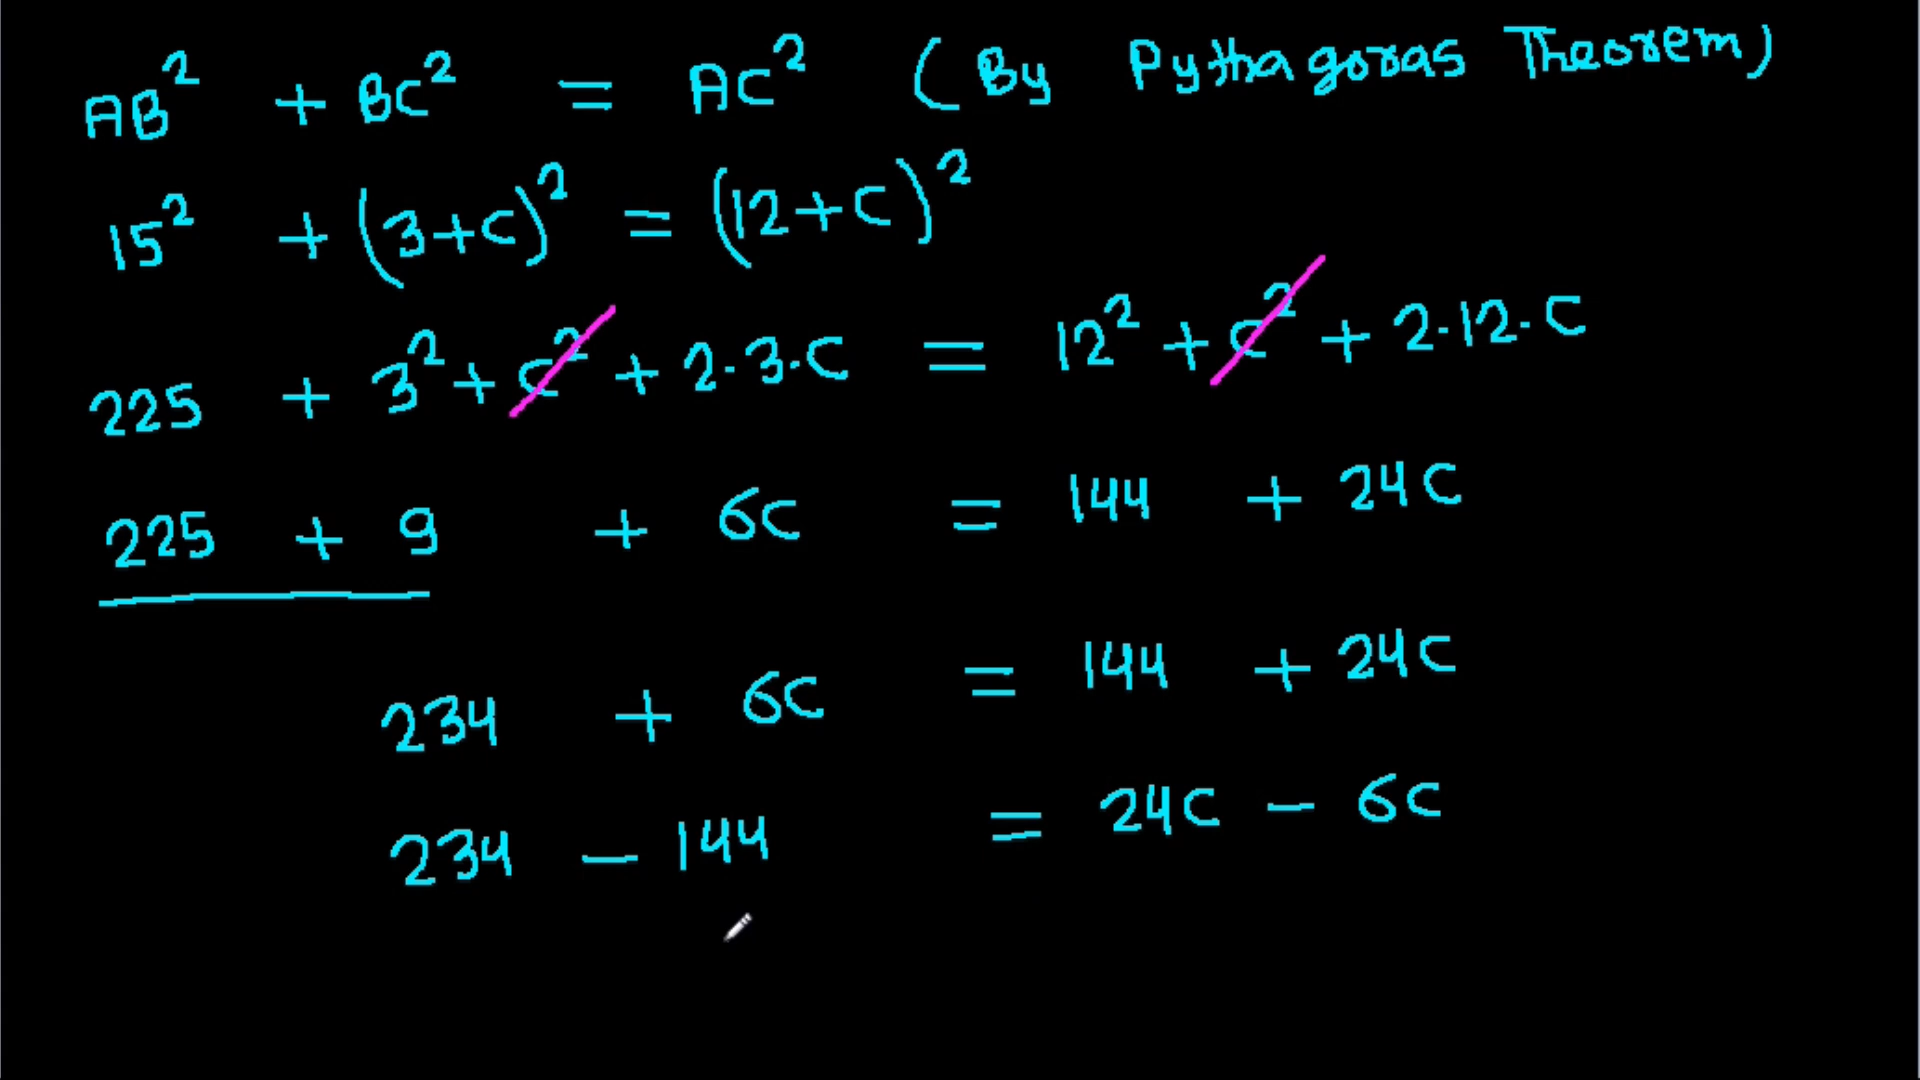 AB² + BC² = AC² (By Pythagoras Theorem)
15² + (3+C)² = (12+C)²
225 + 3² + C² + 2·3·C = 12² + C² + 2·12·C
225 + 9 + 6C = 144 + 24C
234 + 6C = 144 + 24C
234 - 144 = 24C - 6C